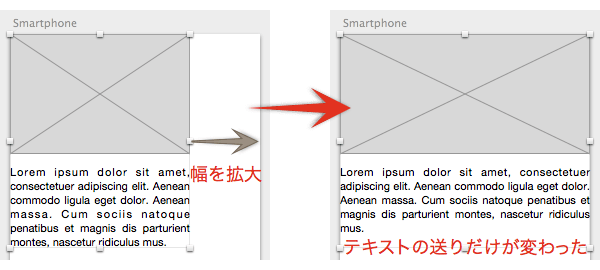 Smartphone
Lorem ipsum dolor sit amet,
consectetuer adipiscing elit. Aenean
commodo ligula eget dolor. Aenean
massa. Cum sociis natoque
penatibus et magnis dis parturient
montes, nascetur ridiculus mus.
幅を拡大
Smartphone
Lorem ipsum dolor sit amet, consectetuer
adipiscing elit. Aenean commodo ligula eget dolor.
Aenean massa. Cum sociis natoque penatibus et
magnis dis parturient montes, nascetur ridiculus
mus.
テキストの送りだけが変わった